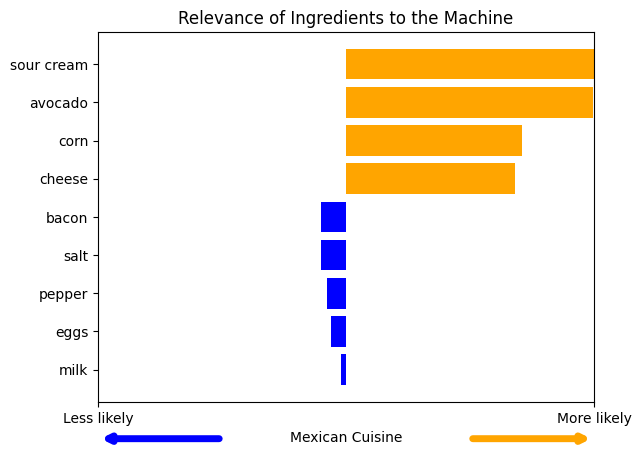 Relevance of Ingredients to the Machine
sour cream
avocado
corn
cheese
bacon
salt
pepper
eggs
milk
Less likely
More likely
Mexican Cuisine